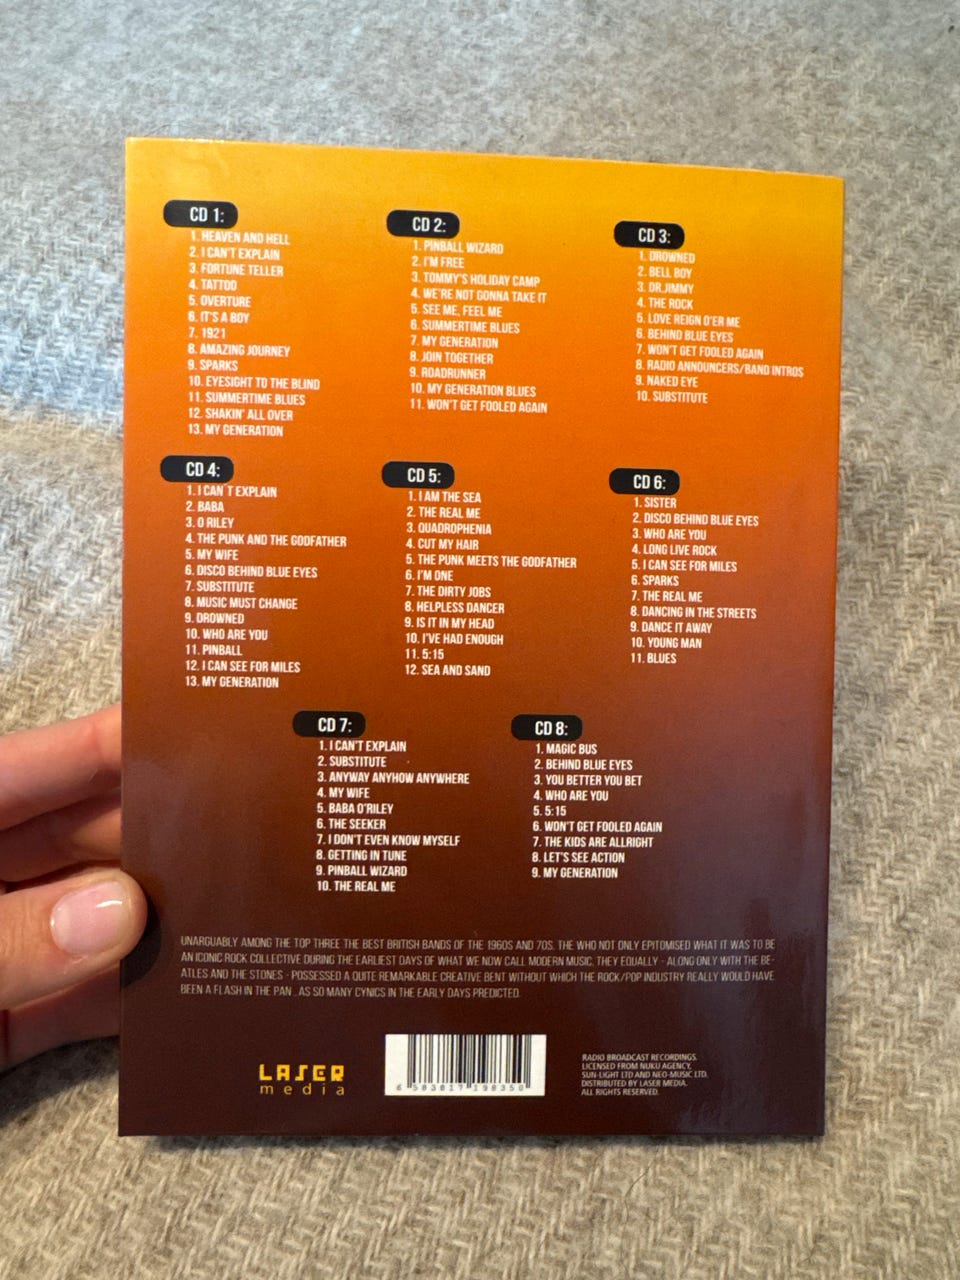 CD 1:
1. HEAVEN AND HELL
2. I CAN'T EXPLAIN
3. FORTUNE TELLER
4. TATTOO
5. OVERTURE
6. IT'S A BOY
7. 1921
8. AMAZING JOURNEY
9. SPARKS
10. EYESIGHT TO THE BLIND
11. SUMMERTIME BLUES
12. SHAKIN' ALL OVER
13. MY GENERATION
CD 2:
1. PINBALL WIZARD
2. I'M FREE
3. TOMMY'S HOLIDAY CAMP
4. WE'RE NOT GONNA TAKE IT
5. SEE ME, FEEL ME
6. SUMMERTIME BLUES
7. MY GENERATION
8. JOIN TOGETHER
9. ROADRUNNER
10. MY GENERATION BLUES
11. WON'T GET FOOLED AGAIN
CD 3:
1. DROWNED
2. BELL BOY
3. DR.JIMMY
4. THE ROCK
5. LOVE REIGN O'ER ME
6. BEHIND BLUE EYES
7. WON'T GET FOOLED AGAIN
8. RADIO ANNOUNCERS/BAND INTROS
9. NAKED EYE
10. SUBSTITUTE
CD 4:
1. I CAN´T EXPLAIN
2. BABA
3. O RILEY
4. THE PUNK AND THE GODFATHER
5. MY WIFE
6. DISCO BEHIND BLUE EYES
7. SUBSTITUTE
8. MUSIC MUST CHANGE
9. DROWNED
10. WHO ARE YOU
11. PINBALL
12. I CAN SEE FOR MILES
13. MY GENERATION
CD 5:
1. I AM THE SEA
2. THE REAL ME
3. QUADROPHENIA
4. CUT MY HAIR
5. THE PUNK MEETS THE GODFATHER
6. I'M ONE
7. THE DIRTY JOBS
8. HELPLESS DANCER
9. IS IT IN MY HEAD
10. I'VE HAD ENOUGH
11. 5:15
12. SEA AND SAND
CD 6:
1. SISTER
2. DISCO BEHIND BLUE EYES
3. WHO ARE YOU
4. LONG LIVE ROCK
5. I CAN SEE FOR MILES
6. SPARKS
7. THE REAL ME
8. DANCING IN THE STREETS
9. DANCE IT AWAY
10. YOUNG MAN
11. BLUES
CD 7:
1. I CAN'T EXPLAIN
2. SUBSTITUTE
3. ANYWAY ANYHOW ANYWHERE
4. MY WIFE
5. BABA O'RILEY
6. THE SEEKER
7. I DON'T EVEN KNOW MYSELF
8. GETTING IN TUNE
9. PINBALL WIZARD
10. THE REAL ME
CD 8:
1. MAGIC BUS
2. BEHIND BLUE EYES
3. YOU BETTER YOU BET
4. WHO ARE YOU
5. 5:15
6. WON'T GET FOOLED AGAIN
7. THE KIDS ARE ALLRIGHT
8. LET'S SEE ACTION
9. MY GENERATION
UNARGUABLY AMONG THE TOP THREE THE BEST BRITISH BANDS OF THE 1960S AND 70S. THE WHO NOT ONLY EPITOMISED WHAT IT WAS TO BE
AN ICONIC ROCK COLLECTIVE DURING THE EARLIEST DAYS OF WHAT WE NOW CALL MODERN MUSIC, THEY EQUALLY - ALONG ONLY WITH THE BE-
ATLES AND THE STONES - POSSESSED A QUITE REMARKABLE CREATIVE BENT WITHOUT WHICH THE ROCK/POP INDUSTRY REALLY WOULD HAVE
BEEN A FLASH IN THE PAN...AS SO MANY CYNICS IN THE EARLY DAYS PREDICTED.
LASER
media
6 583817 198350
RADIO BROADCAST RECORDINGS.
LICENSED FROM NUKU AGENCY,
SUN-LIGHT LTD AND NEO-MUSIC LTD.
DISTRIBUTED BY LASER MEDIA.
ALL RIGHTS RESERVED.